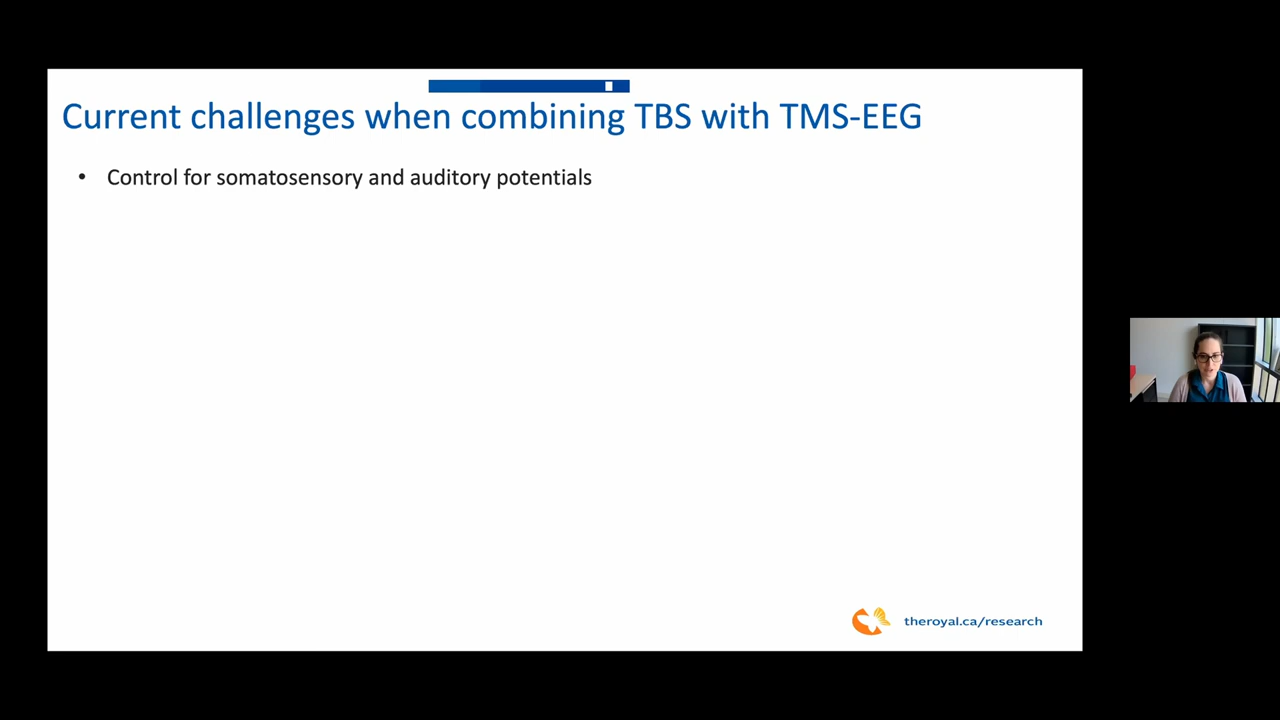 Current challenges when combining TBS with TMS-EEG
• Control for somatosensory and auditory potentials
theroyal.ca/research